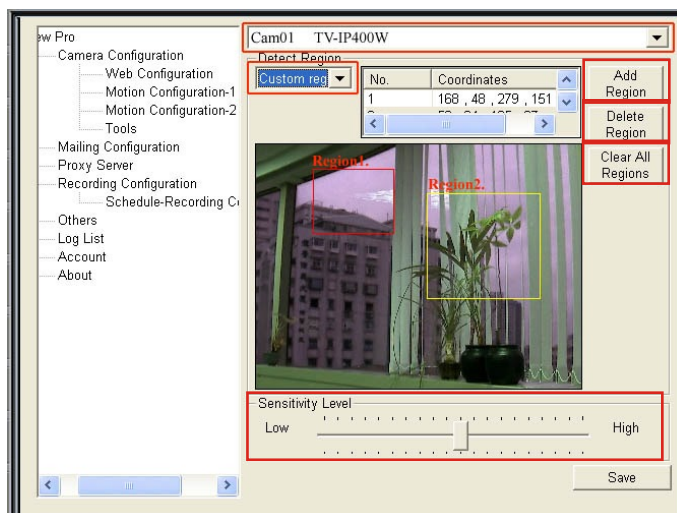 ew Pro
Camera Configuration
Web Configuration
Motion Configuration-1
Motion Configuration-2
Tools
Mailing Configuration
Proxy Server
Recording Configuration
Schedule-Recording Co
Others
Log List
Account
About
Cam01 TV-IP400W
Detect Region
Custom reg
No. Coordinates
1 168 , 48 , 279 , 151
Add Region
Delete Region
Clear All Regions
Region1.
Region2.
Sensitivity Level
Low High
Save